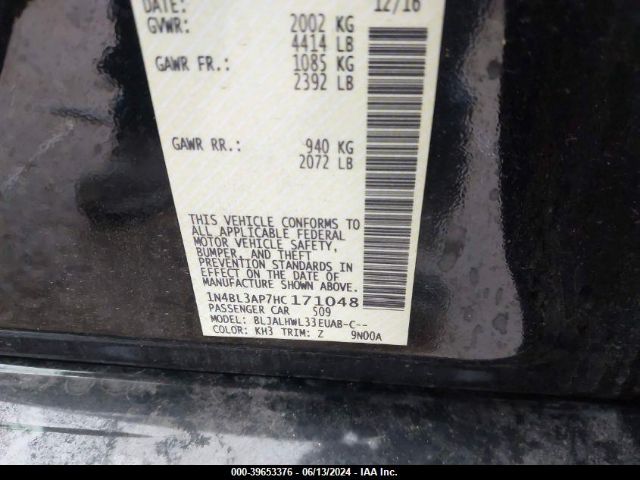 DATE: 12/16
GVWR: 2002 KG
4414 LB
GAWR FR.: 1085 KG
2392 LB
GAWR RR.: 940 KG
2072 LB
THIS VEHICLE CONFORMS TO
ALL APPLICABLE FEDERAL
MOTOR VEHICLE SAFETY,
BUMPER, AND THEFT
PREVENTION STANDARDS IN
EFFECT ON THE DATE OF
MANUFACTURE SHOWN ABOVE.
1N4BL3AP7HC171048
PASSENGER CAR S09
MODEL: BLJALHWL33EUAB-C--
COLOR: KH3 TRIM: Z 9N00A
000-39653376 - 06/13/2024 - IAA Inc.